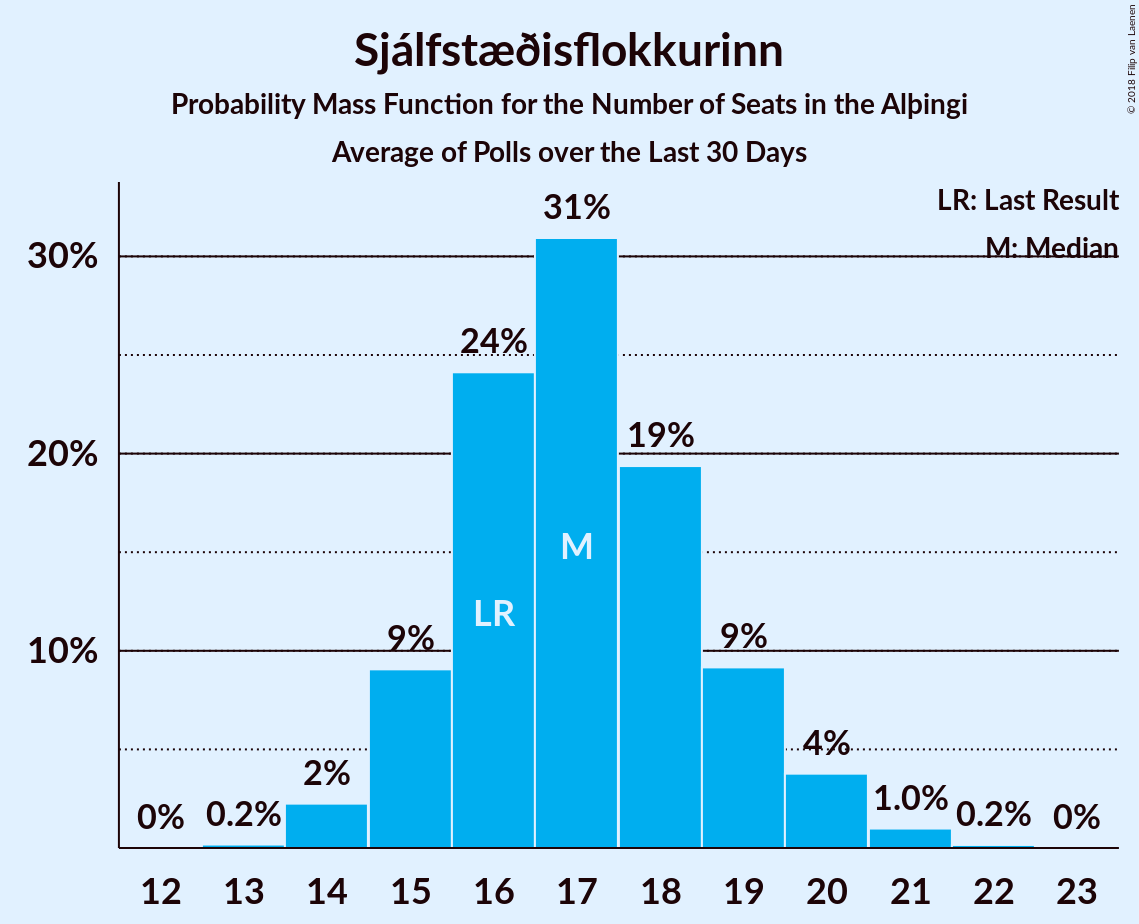 Sjálfstæðisflokkurinn
Probability Mass Function for the Number of Seats in the Alþingi
Average of Polls over the Last 30 Days
© 2018 Filip van Laenen
LR: Last Result
M: Median
30%
20%
10%
0%
0.2%
2%
9%
24%
31%
19%
9%
4%
1.0%
0.2%
0%
LR
M
12 13 14 15 16 17 18 19 20 21 22 23